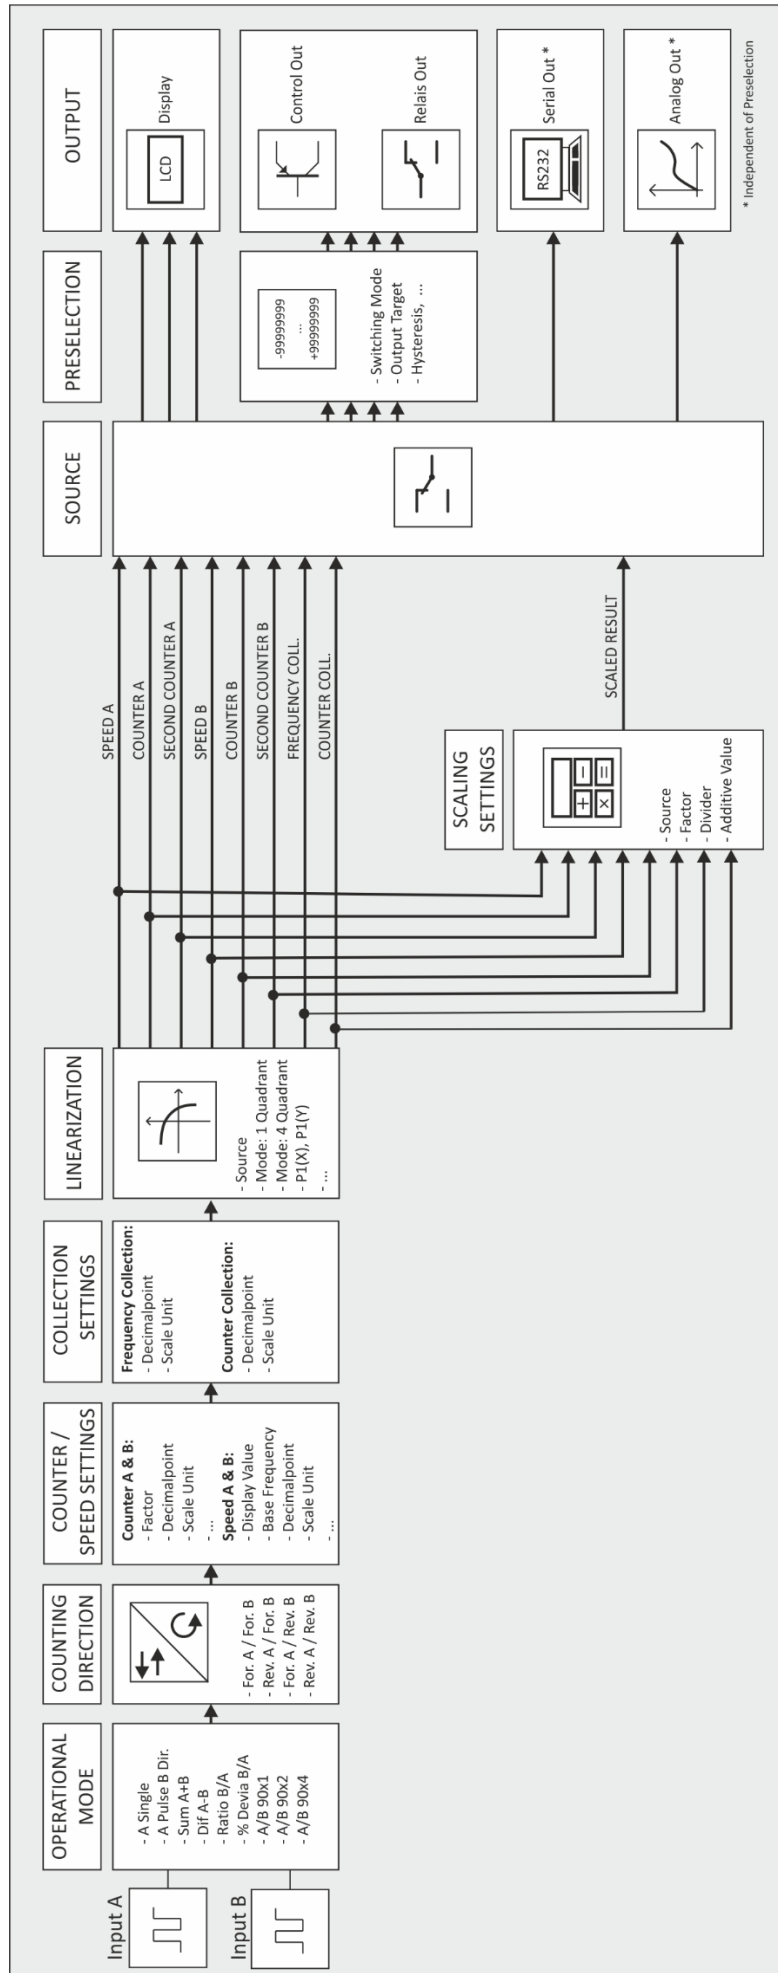 Input A
Input B
OPERATIONAL
MODE
- A Single
- A Pulse B Dir.
- Sum A+B
- Dif A-B
- Ratio B/A
- % Devia B/A
- A/B 90x1
- A/B 90x2
- A/B 90x4
COUNTING
DIRECTION
- For. A / For. B
- Rev. A / For. B
- For. A / Rev. B
- Rev. A / Rev. B
COUNTER /
SPEED SETTINGS
Counter A & B:
- Factor
- Decimalpoint
- Scale Unit
- ...
Speed A & B:
- Display Value
- Base Frequency
- Decimalpoint
- Scale Unit
- ...
COLLECTION
SETTINGS
Frequency Collection:
- Decimalpoint
- Scale Unit
Counter Collection:
- Decimalpoint
- Scale Unit
LINEARIZATION
- Source
- Mode: 1 Quadrant
- Mode: 4 Quadrant
- P1(X), P1(Y)
- ...
SPEED A
COUNTER A
SECOND COUNTER A
SPEED B
COUNTER B
SECOND COUNTER B
FREQUENCY COLL.
COUNTER COLL.
SCALING
SETTINGS
+ −
× =
- Source
- Factor
- Divider
- Additive Value
SCALED RESULT
SOURCE
PRESELECTION
-99999999
...
+99999999
- Switching Mode
- Output Target
- Hysteresis, ...
OUTPUT
LCD
Display
Control Out
Relais Out
RS232
Serial Out *
Analog Out *
* Independent of Preselection